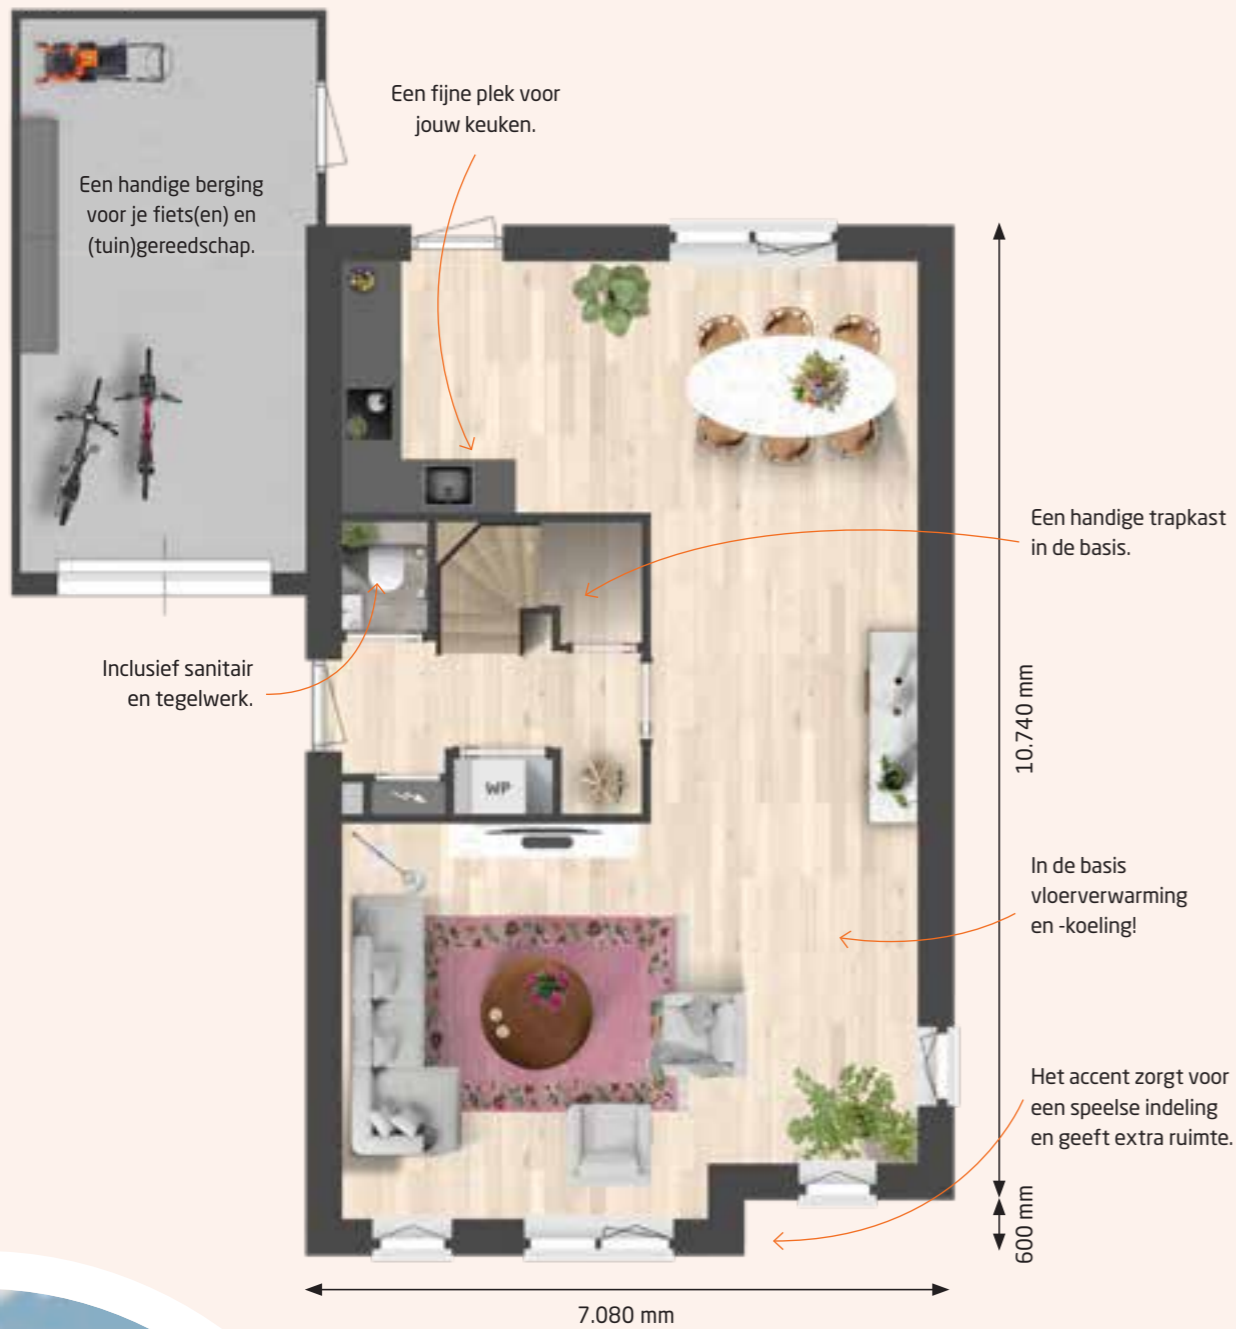 Een fijne plek voor
jouw keuken.
Een handige berging
voor je fiets(en) en
(tuin)gereedschap.
Een handige trapkast
in de basis.
Inclusief sanitair
en tegelwerk.
10.740 mm
WP
In de basis
vloerverwarming
en -koeling!
Het accent zorgt voor
een speelse indeling
en geeft extra ruimte.
600 mm
7.080 mm